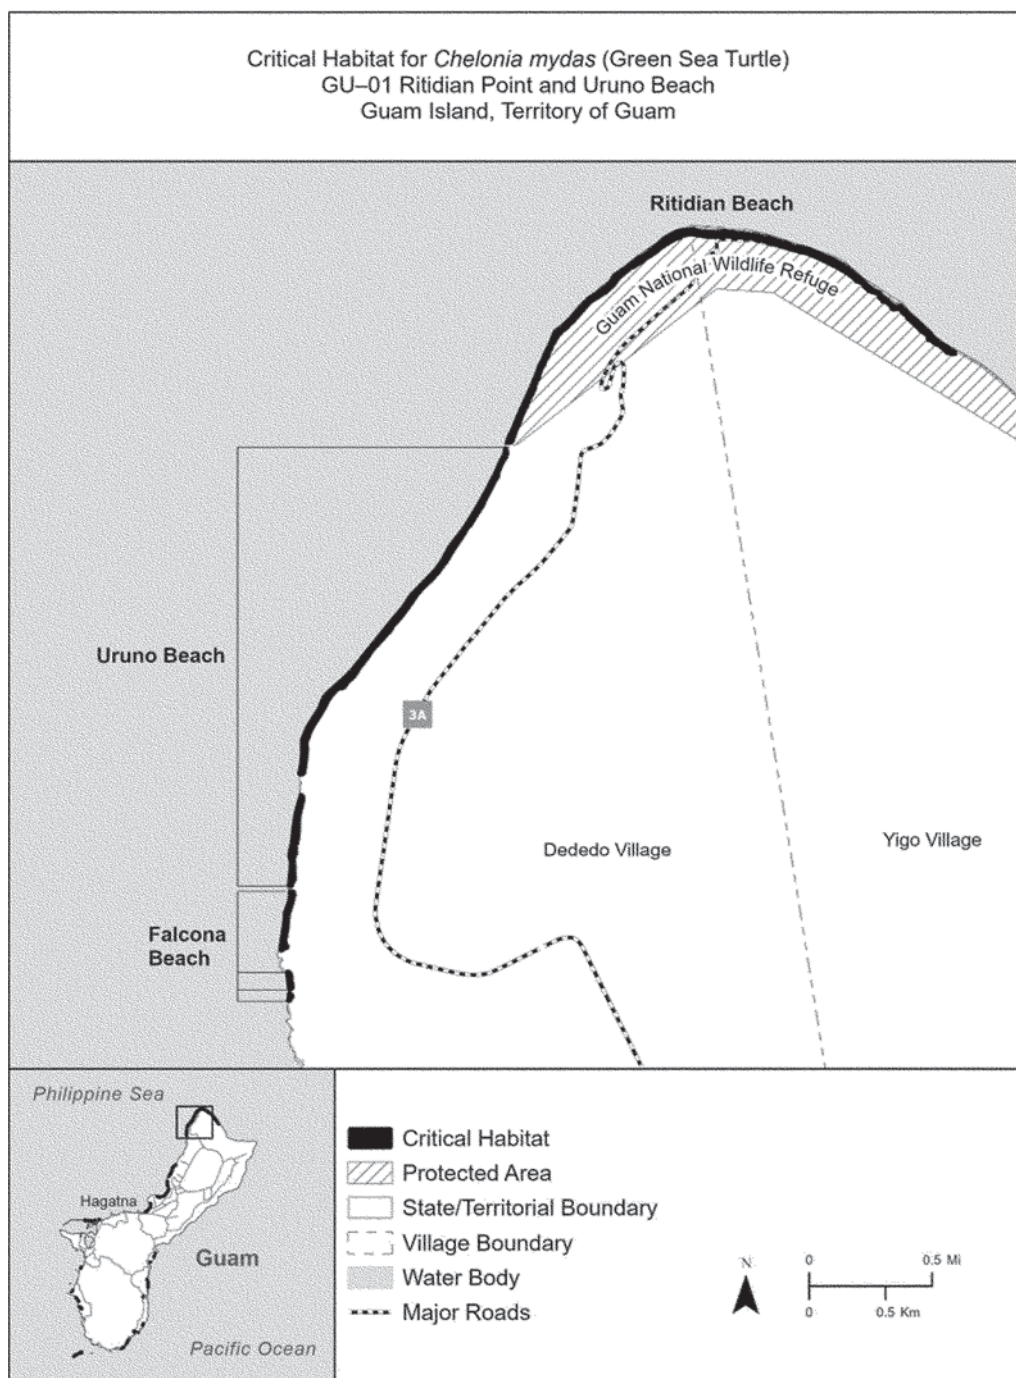 Critical Habitat for Chelonia mydas (Green Sea Turtle)
GU–01 Ritidian Point and Uruno Beach
Guam Island, Territory of Guam
Ritidian Beach
Guam National Wildlife Refuge
Uruno Beach
3A
Dededo Village
Yigo Village
Falcona
Beach
Philippine Sea
Hagatna
Guam
Pacific Ocean
Critical Habitat
Protected Area
State/Territorial Boundary
Village Boundary
Water Body
Major Roads
N
0 0.5 Mi
0 0.5 Km